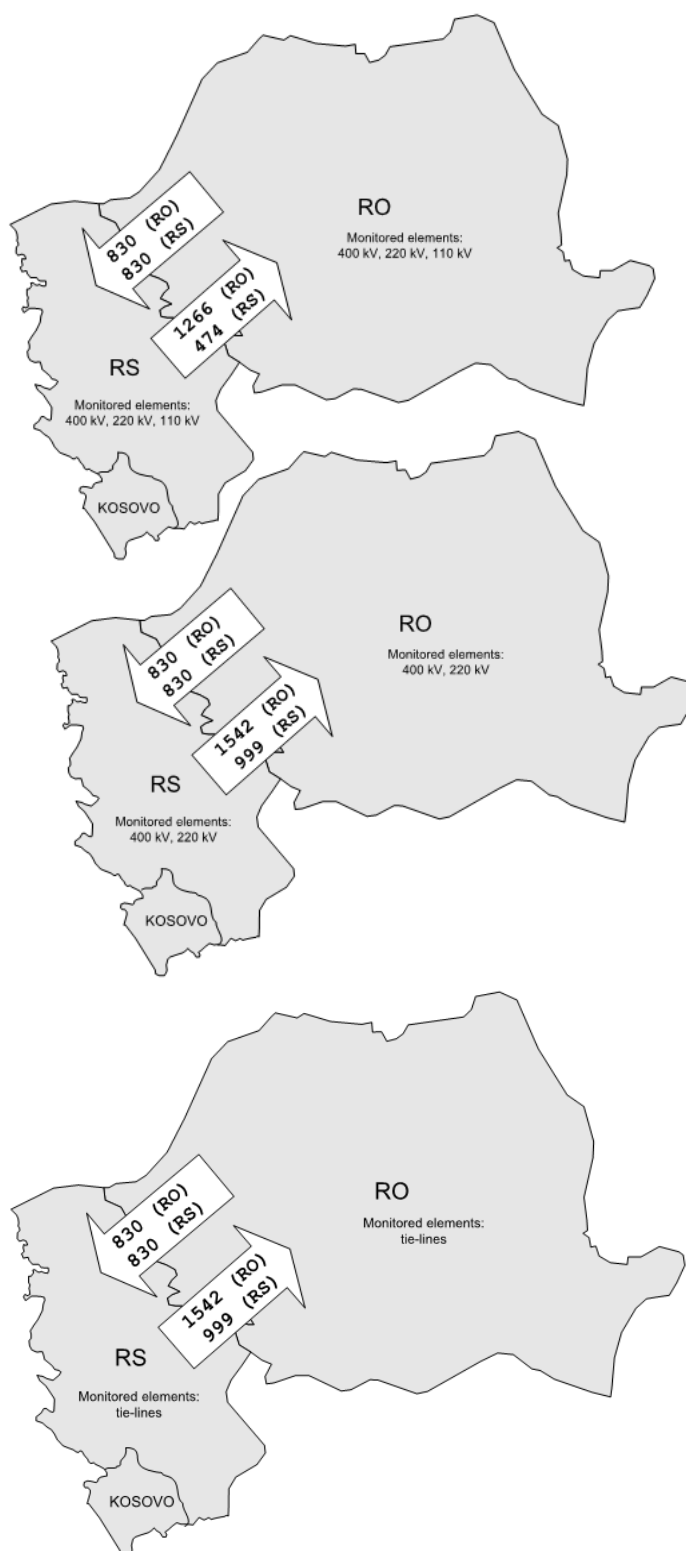 RO
Monitored elements:
400 kV, 220 kV, 110 kV
830 (RO)
830 (RS)
1266 (RO)
474 (RS)
RS
Monitored elements:
400 kV, 220 kV, 110 kV
KOSOVO
RO
Monitored elements:
400 kV, 220 kV
830 (RO)
830 (RS)
1542 (RO)
999 (RS)
RS
Monitored elements:
400 kV, 220 kV
KOSOVO
RO
Monitored elements:
tie-lines
830 (RO)
830 (RS)
1542 (RO)
999 (RS)
RS
Monitored elements:
tie-lines
KOSOVO